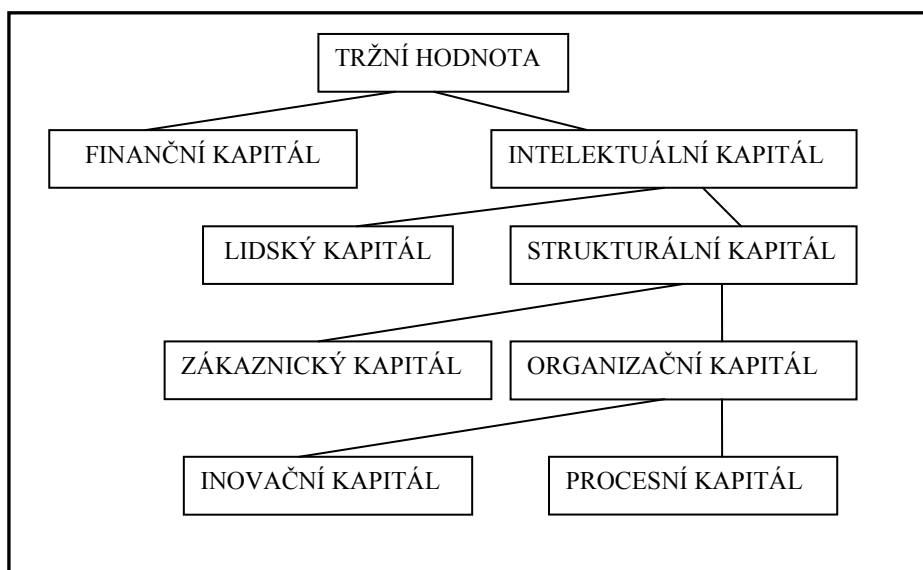 TRŽNÍ HODNOTA
FINANČNÍ KAPITÁL
INTELEKTUÁLNÍ KAPITÁL
LIDSKÝ KAPITÁL
STRUKTURÁLNÍ KAPITÁL
ZÁKAZNICKÝ KAPITÁL
ORGANIZAČNÍ KAPITÁL
INOVAČNÍ KAPITÁL
PROCESNÍ KAPITÁL